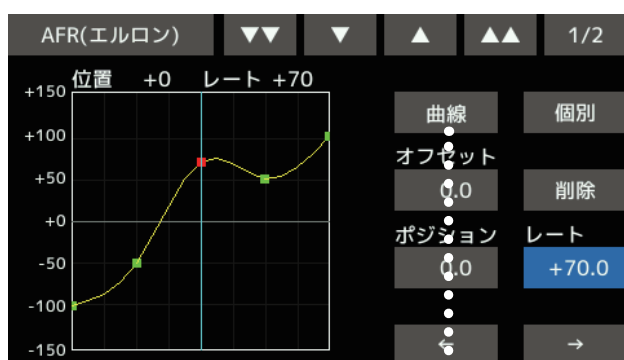 AFR(エルロン) ▼▼ ▼ ▲ ▲▲ 1/2
位置 +0 レート +70
+150
+100
+50
+0
-50
-100
-150
曲線 個別
オフセット
0.0 削除
ポジション レート
0.0 +70.0
← →